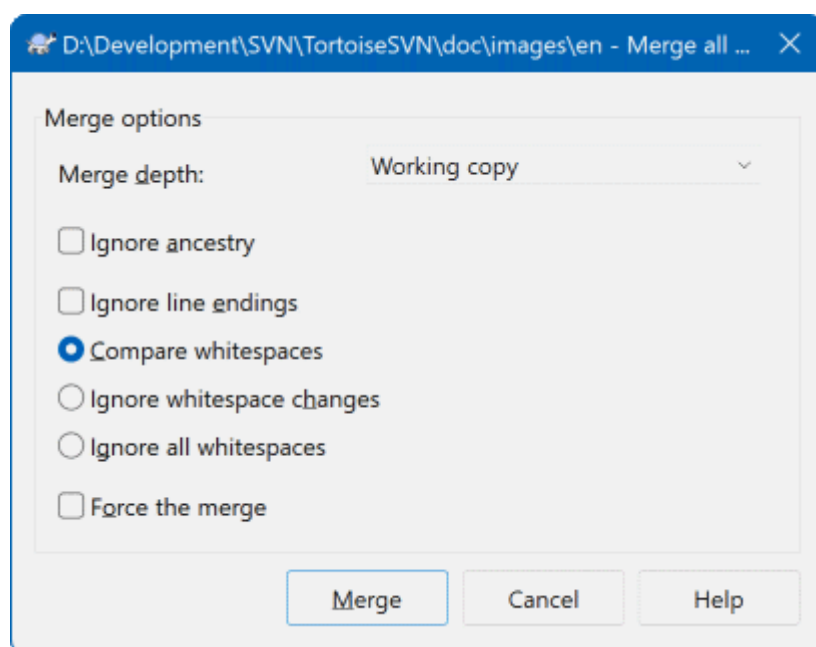 D:\Development\SVN\TortoiseSVN\doc\images\en - Merge all ...
Merge options
Merge depth: Working copy
Ignore ancestry
Ignore line endings
Compare whitespaces
Ignore whitespace changes
Ignore all whitespaces
Force the merge
Merge Cancel Help